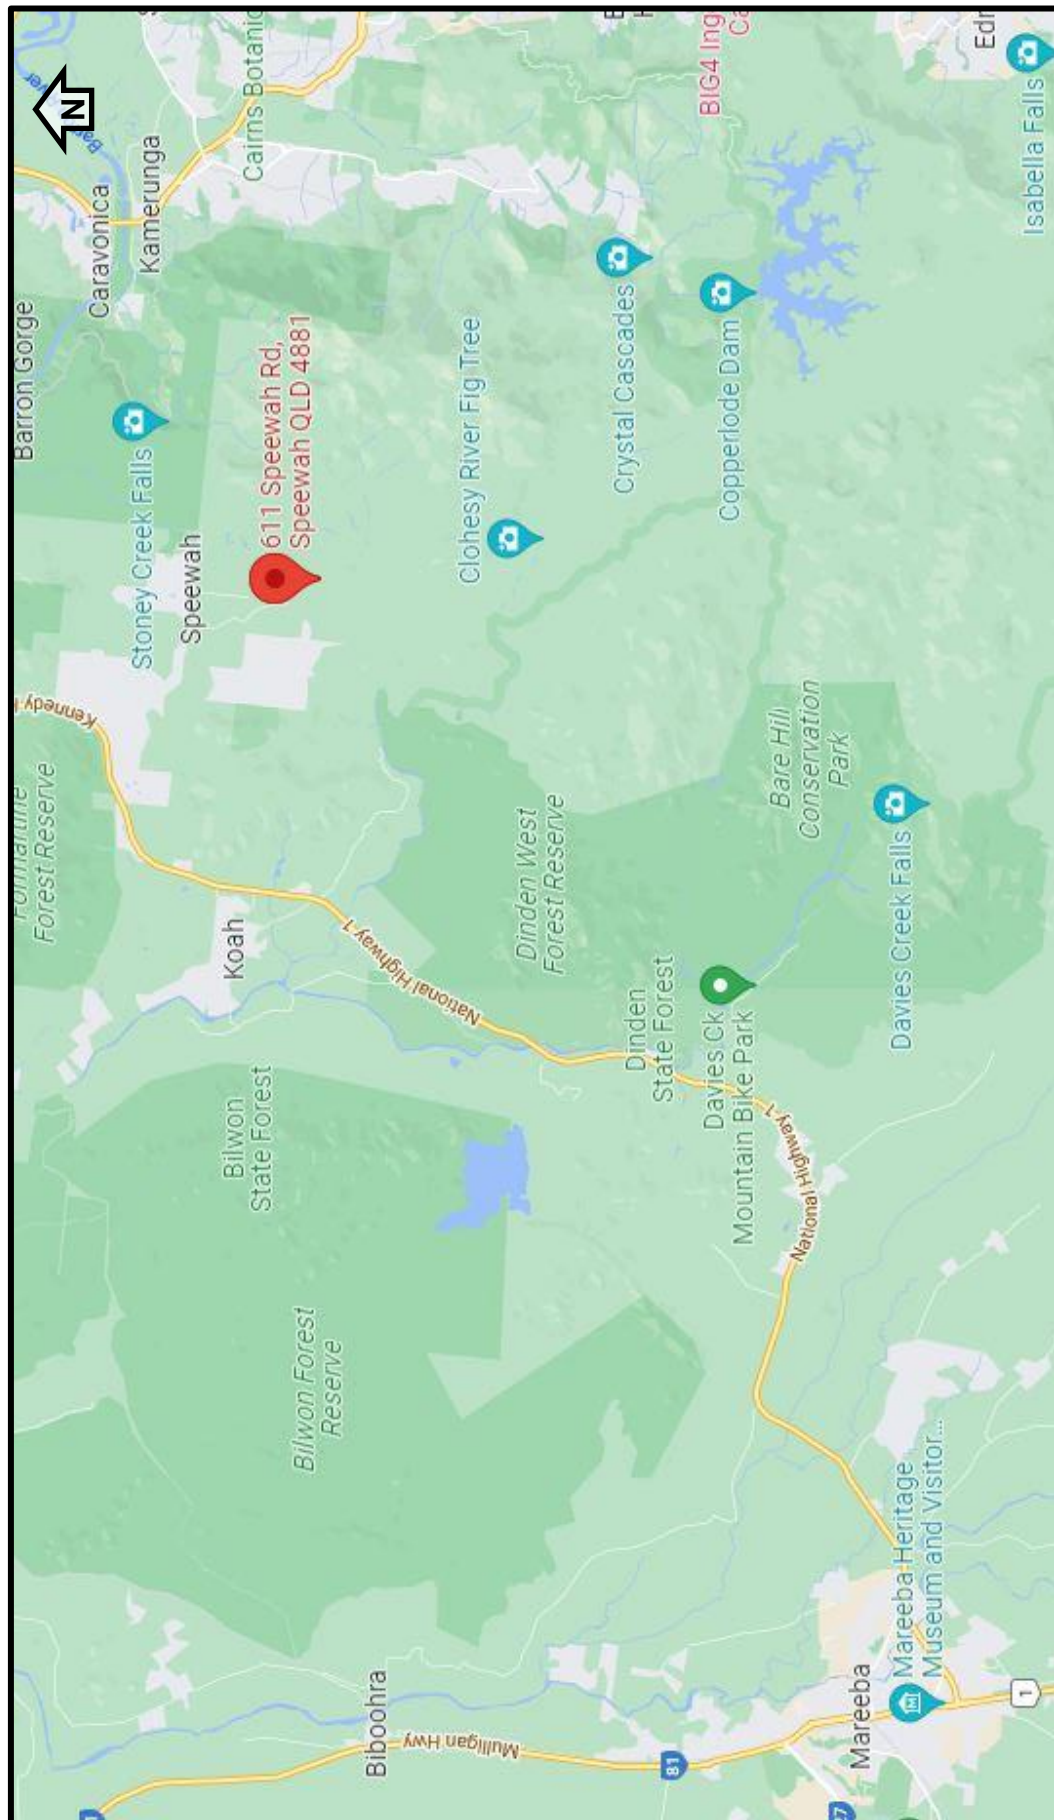 N
Forest Reserve
Barron Gorge
Kennedy
Caravonica
Kamerunga
Stoney Creek Falls
Speewah
Koah
Bilwon
State Forest
Cairns Botanic
611 Speewah Rd,
Speewah QLD 4881
Bilwon Forest
Reserve
Biboohra
Mulligan Hwy
National Highway 1
Clohesy River Fig Tree
Dinden West
Forest Reserve
Crystal Cascades
Dinden
State Forest
81
BIG4 Ing
Ca
Copperlode Dam
Davies Ck
Mountain Bike Park
Bare Hill
Conservation
Park
National Highway 1
Mareeba
Davies Creek Falls
Mareeba Heritage
Museum and Visitor...
Isabella Falls
1